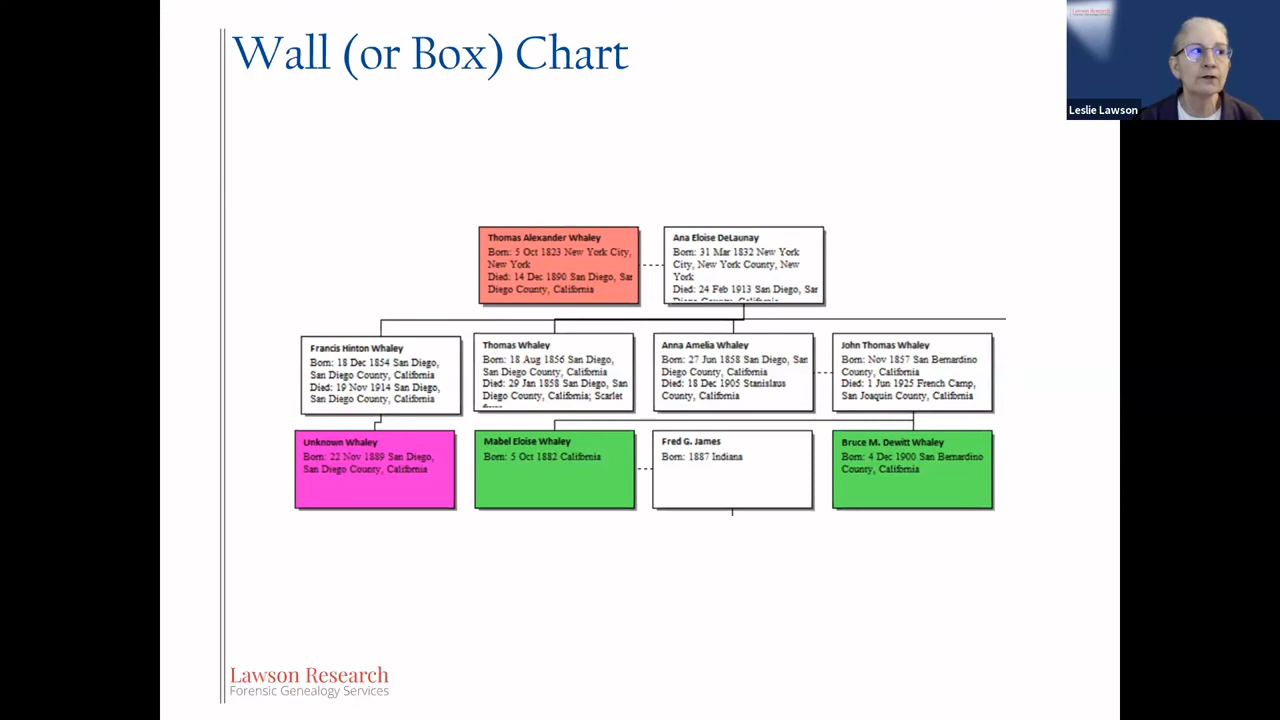 Wall (or Box) Chart
Lawson Research
Leslie Lawson
Thomas Alexander Whaley
Born: 5 Oct 1823 New York City,
New York
Died: 14 Dec 1890 San Diego, San
Diego County, California
Ana Eloise DeLaunay
Born: 31 Mar 1832 New York
City, New York County, New
York
Died: 24 Feb 1913 San Diego, San
Diego County, California
Francis Hinton Whaley
Born: 18 Dec 1854 San Diego,
San Diego County, California
Died: 19 Nov 1914 San Diego,
San Diego County, California
Thomas Whaley
Born: 18 Aug 1856 San Diego,
San Diego County, California
Died: 29 Jan 1858 San Diego, San
Diego County, California; Scarlet
Anna Amelia Whaley
Born: 27 Jun 1858 San Diego, San
Diego County, California
Died: 18 Dec 1905 Stanislaus
County, California
John Thomas Whaley
Born: Nov 1857 San Bernardino
County, California
Died: 1 Jun 1925 French Camp,
San Joaquin County, California
Unknown Whaley
Born: 22 Nov 1889 San Diego,
San Diego County, California
Mabel Eloise Whaley
Born: 5 Oct 1882 California
Fred G. James
Born: 1887 Indiana
Bruce M. Dewitt Whaley
Born: 4 Dec 1900 San Bernardino
County, California
Lawson Research
Forensic Genealogy Services